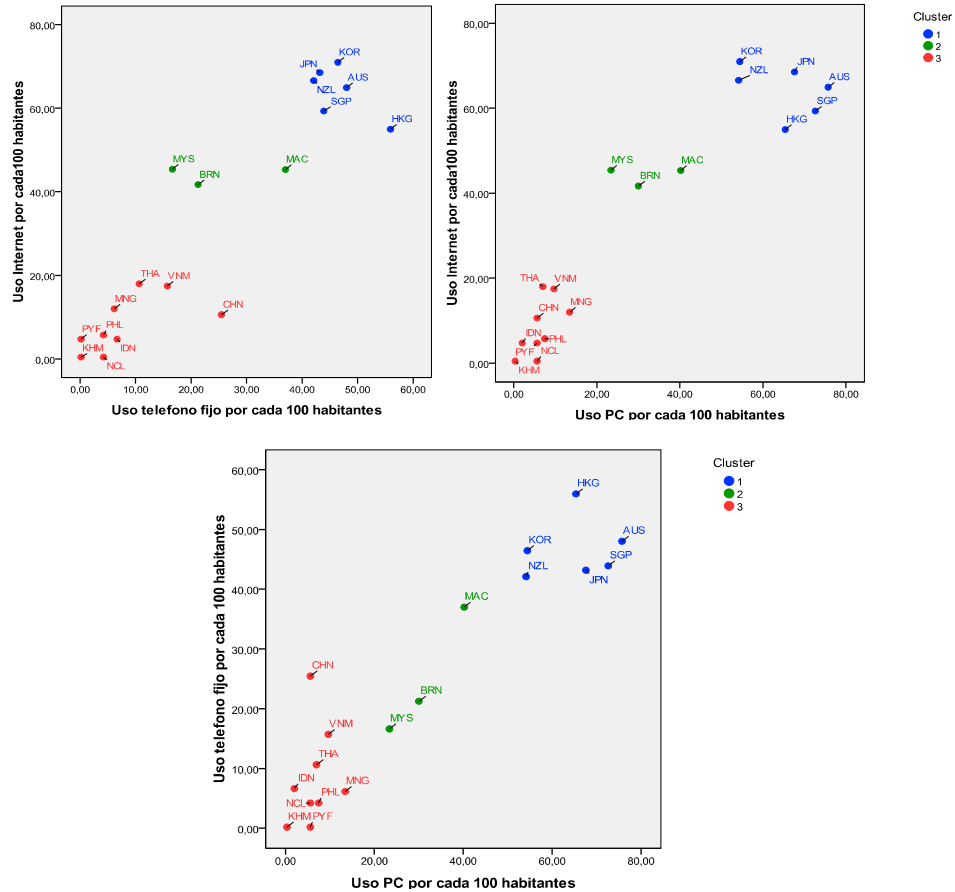 Uso Internet por cada100 habitantes
80,00
60,00
40,00
20,00
0,00
KOR
JPN
NZL
AUS
SGP
HKG
MYS
BRN
MAC
THA
VNM
MNG
CHN
PYF
PHL
KHM
IDN
NCL
0,00 10,00 20,00 30,00 40,00 50,00 60,00
Uso telefono fijo por cada 100 habitantes
Uso Internet por cada100 habitantes
80,00
60,00
40,00
20,00
0,00
KOR
NZL
JPN
AUS
SGP
HKG
MYS
BRN
MAC
THA
VNM
MNG
CHN
IDN
PHL
PYF
NCL
KHM
0,00 20,00 40,00 60,00 80,00
Uso PC por cada 100 habitantes
Cluster
1
2
3
Uso telefono fijo por cada 100 habitantes
60,00
50,00
40,00
30,00
20,00
10,00
0,00
HKG
KOR
AUS
NZL
SGP
JPN
MAC
CHN
BRN
MYS
VNM
THA
IDN
MNG
NCL
PHL
KHM
PYF
0,00 20,00 40,00 60,00 80,00
Uso PC por cada 100 habitantes
Cluster
1
2
3